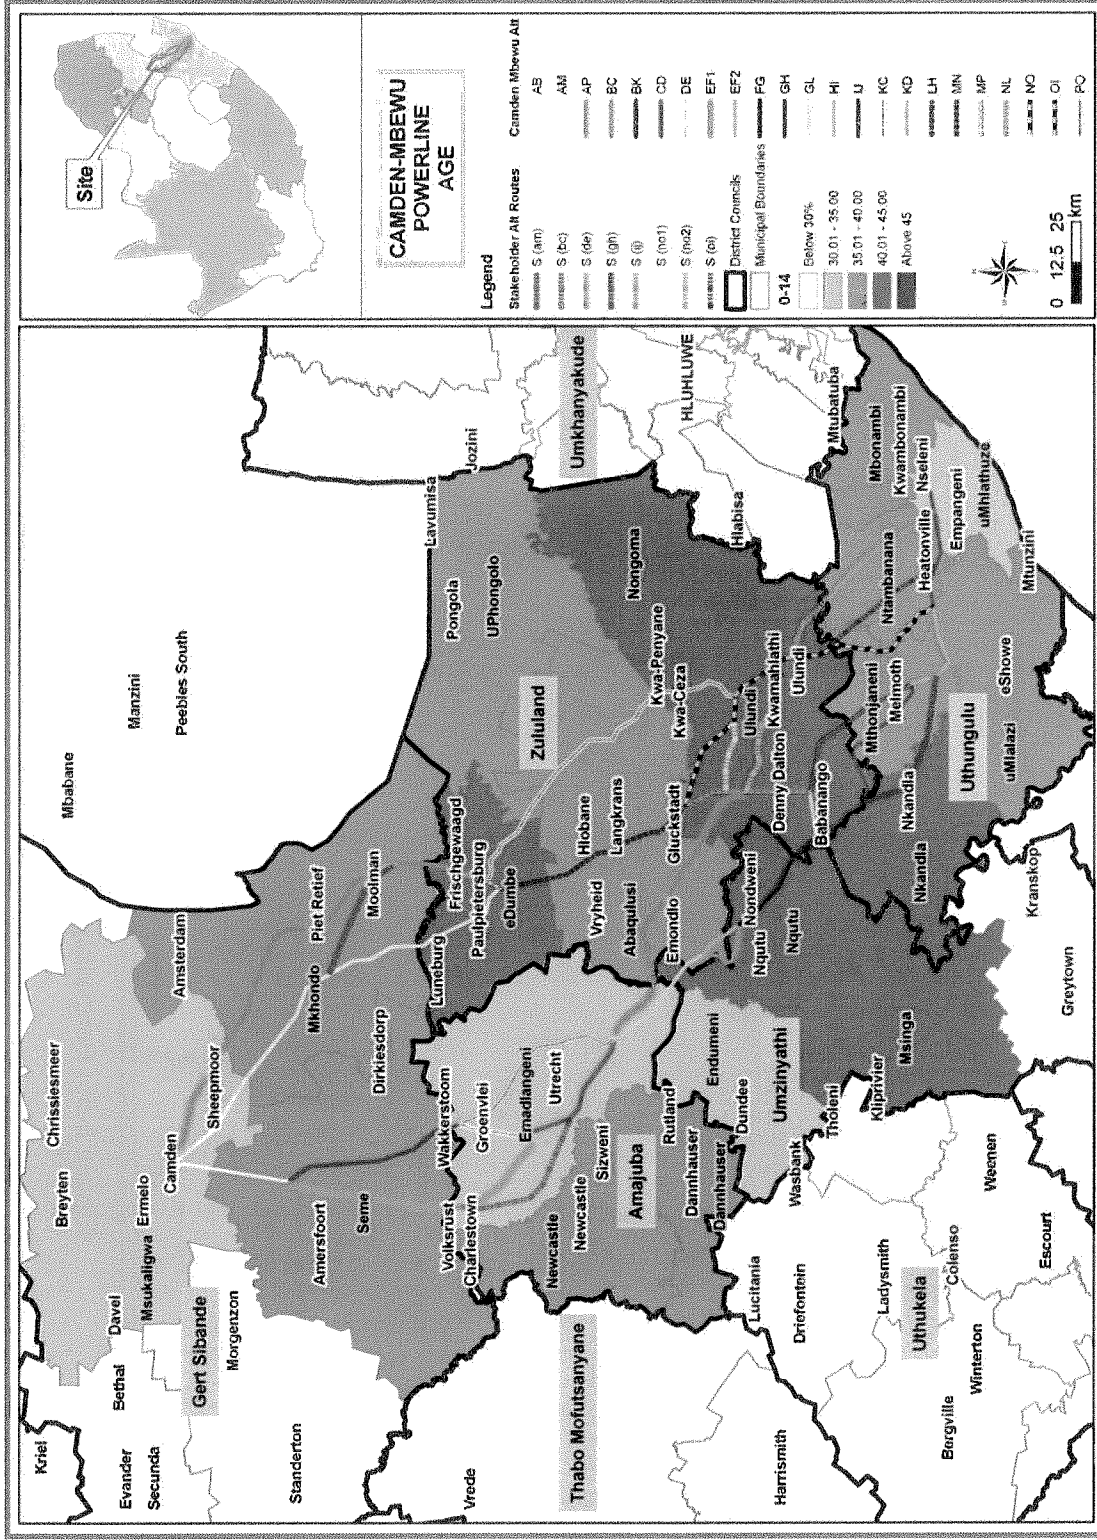 Site
CAMDEN-MBEWU
POWERLINE
AGE
Legend
Stakeholder Alt Routes
S (am)
S (bc)
S (de)
S (gh)
S (ij)
S (no1)
S (no2)
S (oi)
District Councils
Municipal Boundaries
0-14
Below 30%
30.01 - 35.00
35.01 - 40.00
40.01 - 45.00
Above 45
Camden Mbewu Alt
AB
AM
AP
BC
BK
CD
DE
EF1
EF2
FG
GH
GL
HI
IJ
KC
KD
LH
MN
MP
NL
NO
OI
PO
0 12.5 25
km
Kriel
Evander
Secunda
Bethal
Davel
Breyten
Chrissiesmeer
Msukaligwa
Ermelo
Camden
Gert Sibande
Morgenzon
Sheepmoor
Amsterdam
Mbabane
Manzini
Peebles South
Standerton
Amersfoort
Seme
Dirkiesdorp
Mkhondo
Piet Retief
Mooiman
Lavumisa
Jozini
Vrede
Volksrust
Charlestown
Wakkerstoom
Groenvlei
Luneburg
Frischgewaagd
Paulpietersburg
eDumbe
Pongola
UPhongolo
Zululand
Thabo Mofutsanyane
Newcastle
Newcastle
Emadlangeni
Utrecht
Sizweni
Amajuba
Vryheid
Abaqulusi
Hlobane
Langkrans
Umkhanyakude
Nongoma
Kwa-Penyane
Kwa-Ceza
Rutland
Dannhauser
Dannhauser
Emondlo
Gluckstadt
HLUHLUWE
Hlabisa
Endumeni
Dundee
Nqutu
Nondweni
Nqutu
Ulundi
Kwamahlathi
Ulundi
Denny Dalton
Babanango
Lucitania
Harrismith
Driefontein
Wasbank
Umzinyathi
Tholeni
Mtubatuba
Mbonambi
Kwambonambi
Nseleni
Mthonjaneni
Melmoth
Ntambanana
Heatonville
Empangeni
uMhlathuze
Kliprivier
Msinga
Nkandla
Nkandla
Ladysmith
Uthukela
Colenso
Uthungulu
eShowe
uMlalazi
Mtunzini
Bergville
Winterton
Weenen
Escourt
Kranskop
Greytown